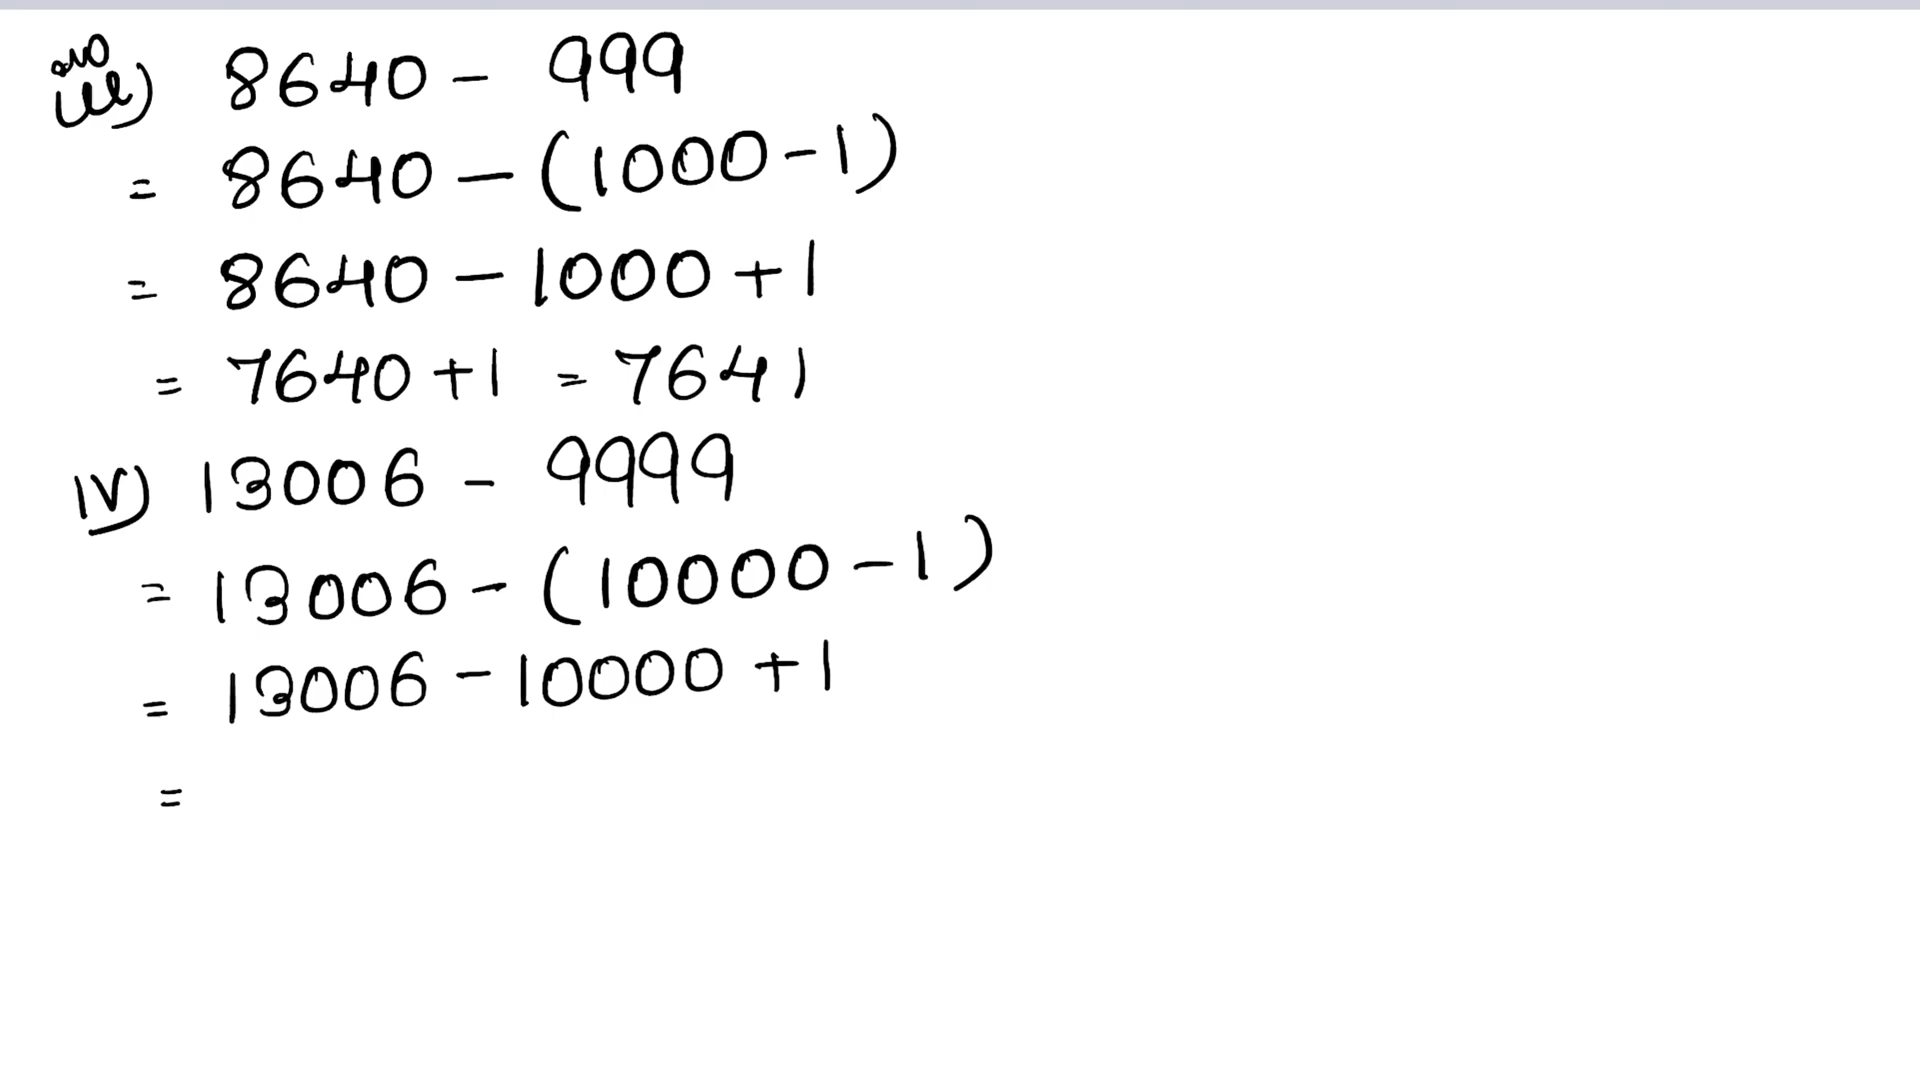 iii) 8640 - 999
= 8640 - (1000-1)
= 8640 - 1000 + 1
= 7640 + 1 = 7641
iv) 13006 - 9999
= 13006 - (10000 - 1)
= 13006 - 10000 + 1
=